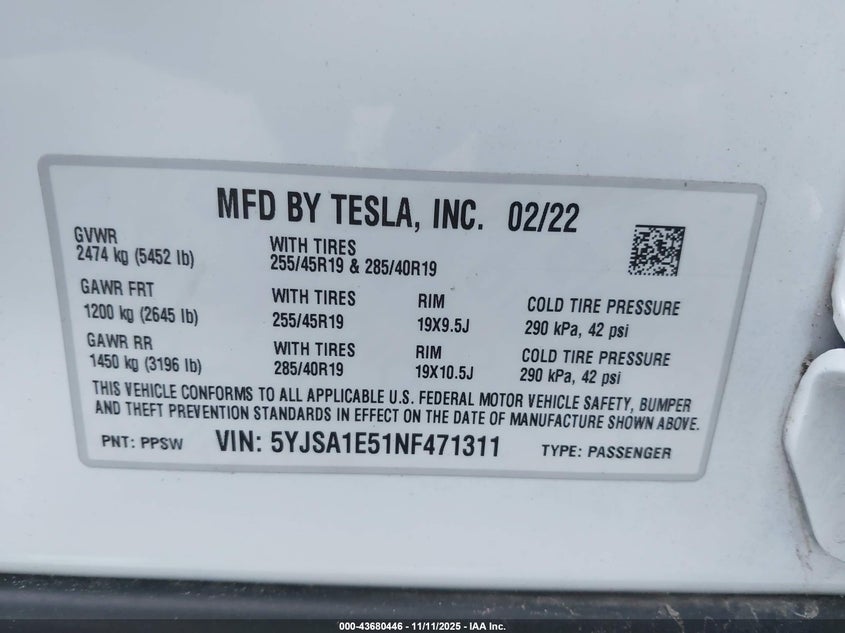 MFD BY TESLA, INC. 02/22
GVWR
2474 kg (5452 lb)
WITH TIRES
255/45R19 & 285/40R19
GAWR FRT
1200 kg (2645 lb)
WITH TIRES
255/45R19
RIM
19X9.5J
COLD TIRE PRESSURE
290 kPa, 42 psi
GAWR RR
1450 kg (3196 lb)
WITH TIRES
285/40R19
RIM
19X10.5J
COLD TIRE PRESSURE
290 kPa, 42 psi
THIS VEHICLE CONFORMS TO ALL APPLICABLE U.S. FEDERAL MOTOR VEHICLE SAFETY, BUMPER
AND THEFT PREVENTION STANDARDS IN EFFECT ON THE DATE OF MANUFACTURE SHOWN ABOVE.
PNT: PPSW VIN: 5YJSA1E51NF471311 TYPE: PASSENGER
000-43680446 - 11/11/2025 - IAA Inc.